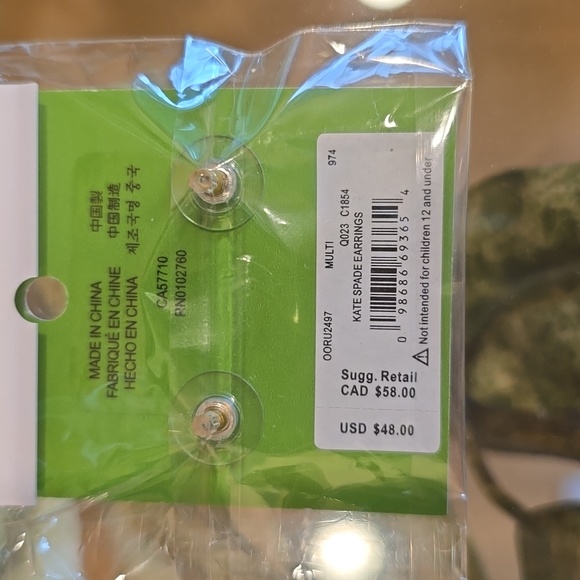 中国製
中国制造
제조국명 중국
MADE IN CHINA
FABRIQUÉ EN CHINE
HECHO EN CHINA
CA57710
RN0102760
OORU2497 MULTI 974
Q023 C1854
KATE SPADE EARRINGS
0 98686 69365 4
Not intended for children 12 and under
Sugg. Retail
CAD $58.00
USD $48.00